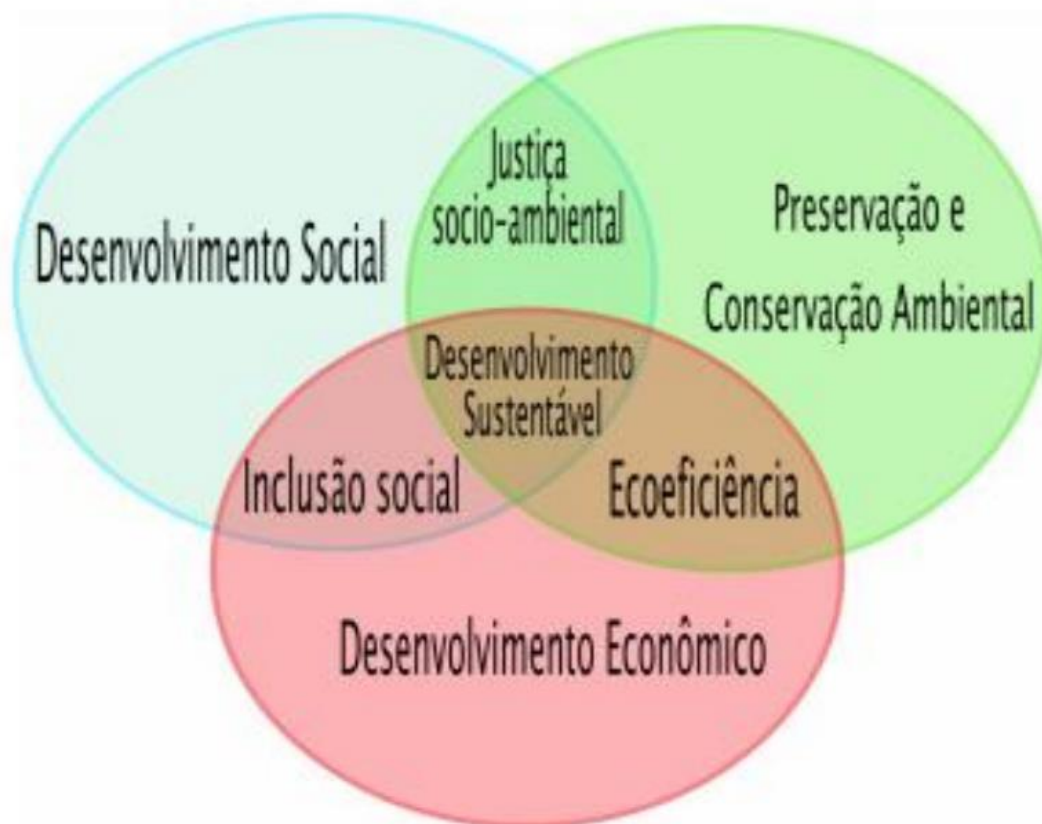 Justiça
socio-ambiental
Desenvolvimento Social
Preservação e
Conservação Ambiental
Desenvolvimento
Sustentável
Inclusão social
Ecoeficiência
Desenvolvimento Econômico